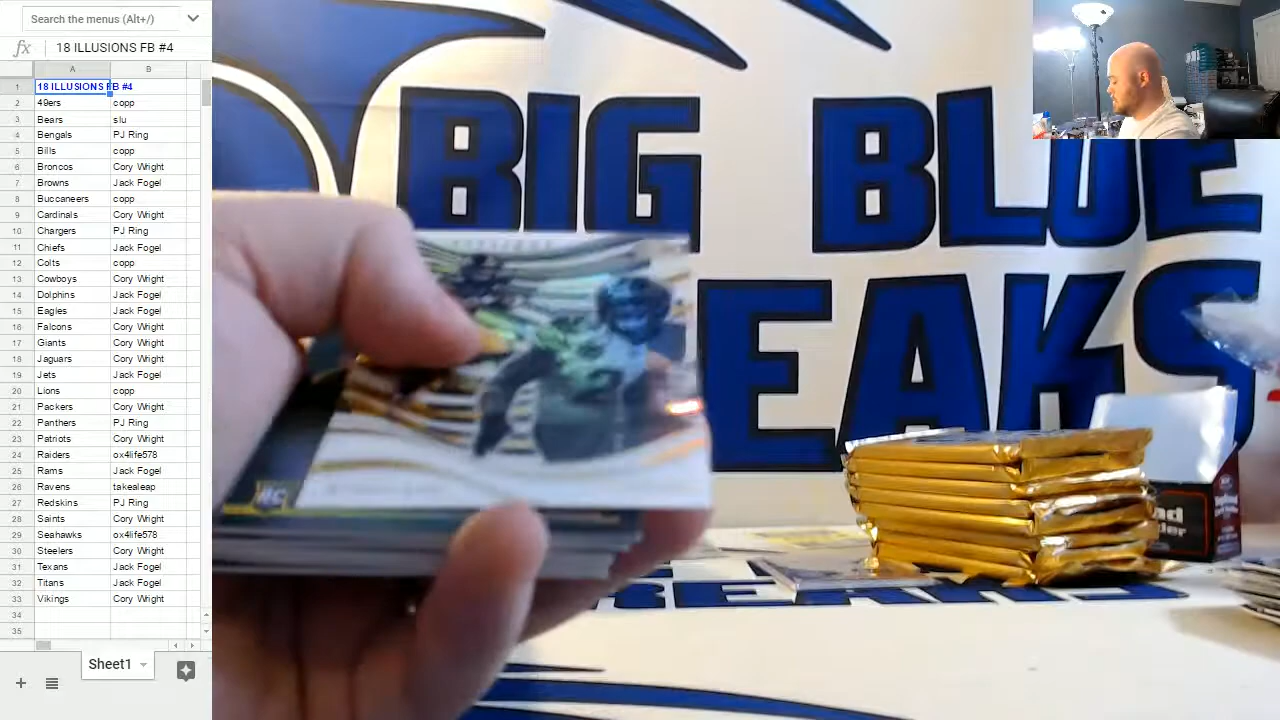 Search the menus (Alt+/)
fx 18 ILLUSIONS FB #4
A B
1 18 ILLUSIONS FB #4
2 49ers copp
3 Bears slu
4 Bengals PJ Ring
5 Bills copp
6 Broncos Cory Wright
7 Browns Jack Fogel
8 Buccaneers copp
9 Cardinals Cory Wright
10 Chargers PJ Ring
11 Chiefs Jack Fogel
12 Colts copp
13 Cowboys Cory Wright
14 Dolphins Jack Fogel
15 Eagles Jack Fogel
16 Falcons Cory Wright
17 Giants Cory Wright
18 Jaguars Cory Wright
19 Jets Jack Fogel
20 Lions copp
21 Packers Cory Wright
22 Panthers PJ Ring
23 Patriots Cory Wright
24 Raiders ox4life578
25 Rams Jack Fogel
26 Ravens takealeap
27 Redskins PJ Ring
28 Saints Cory Wright
29 Seahawks ox4life578
30 Steelers Cory Wright
31 Texans Jack Fogel
32 Titans Jack Fogel
33 Vikings Cory Wright
34
35
Sheet1
BIG BLUE
EAKS
RC
nd
REAKS